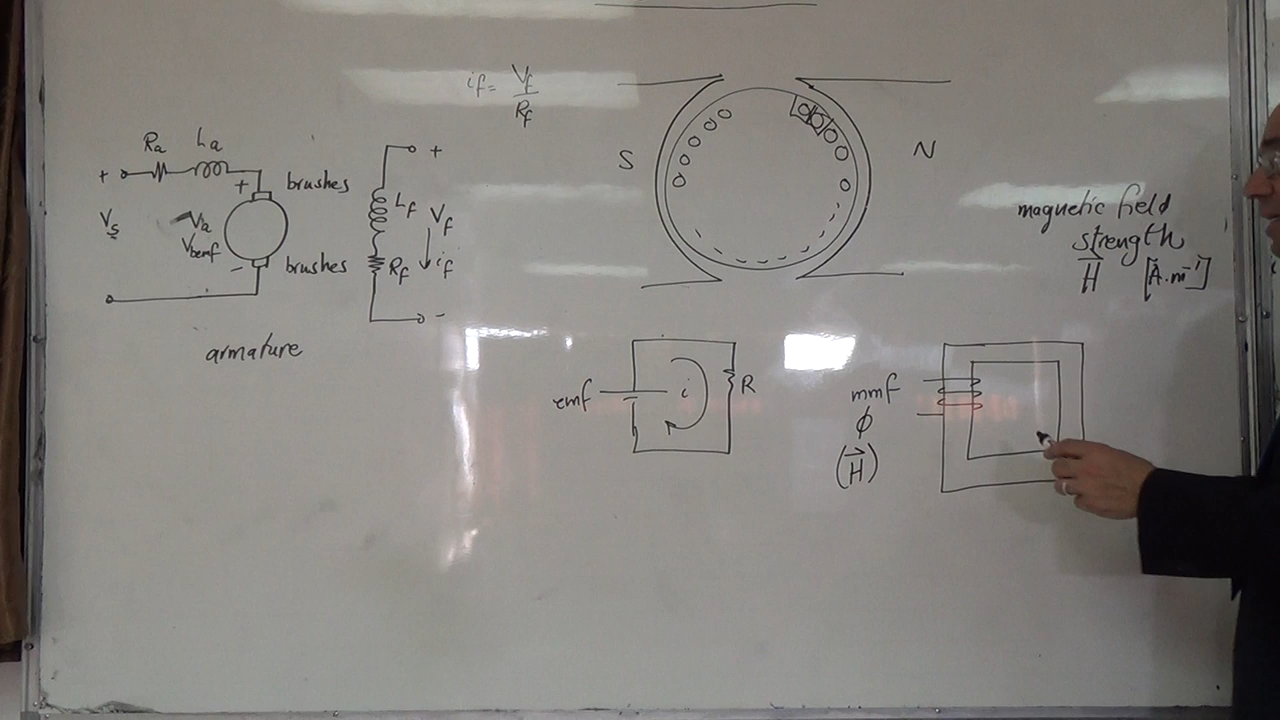 if = Vf / Rf
Ra La
+
+ brushes
Vs
Va
Vbemf
- brushes
armature
+
Lf Vf
Rf if
-
S N
magnetic field
strength
H [A.m⁻¹]
emf i R
mmf
ϕ
(H)